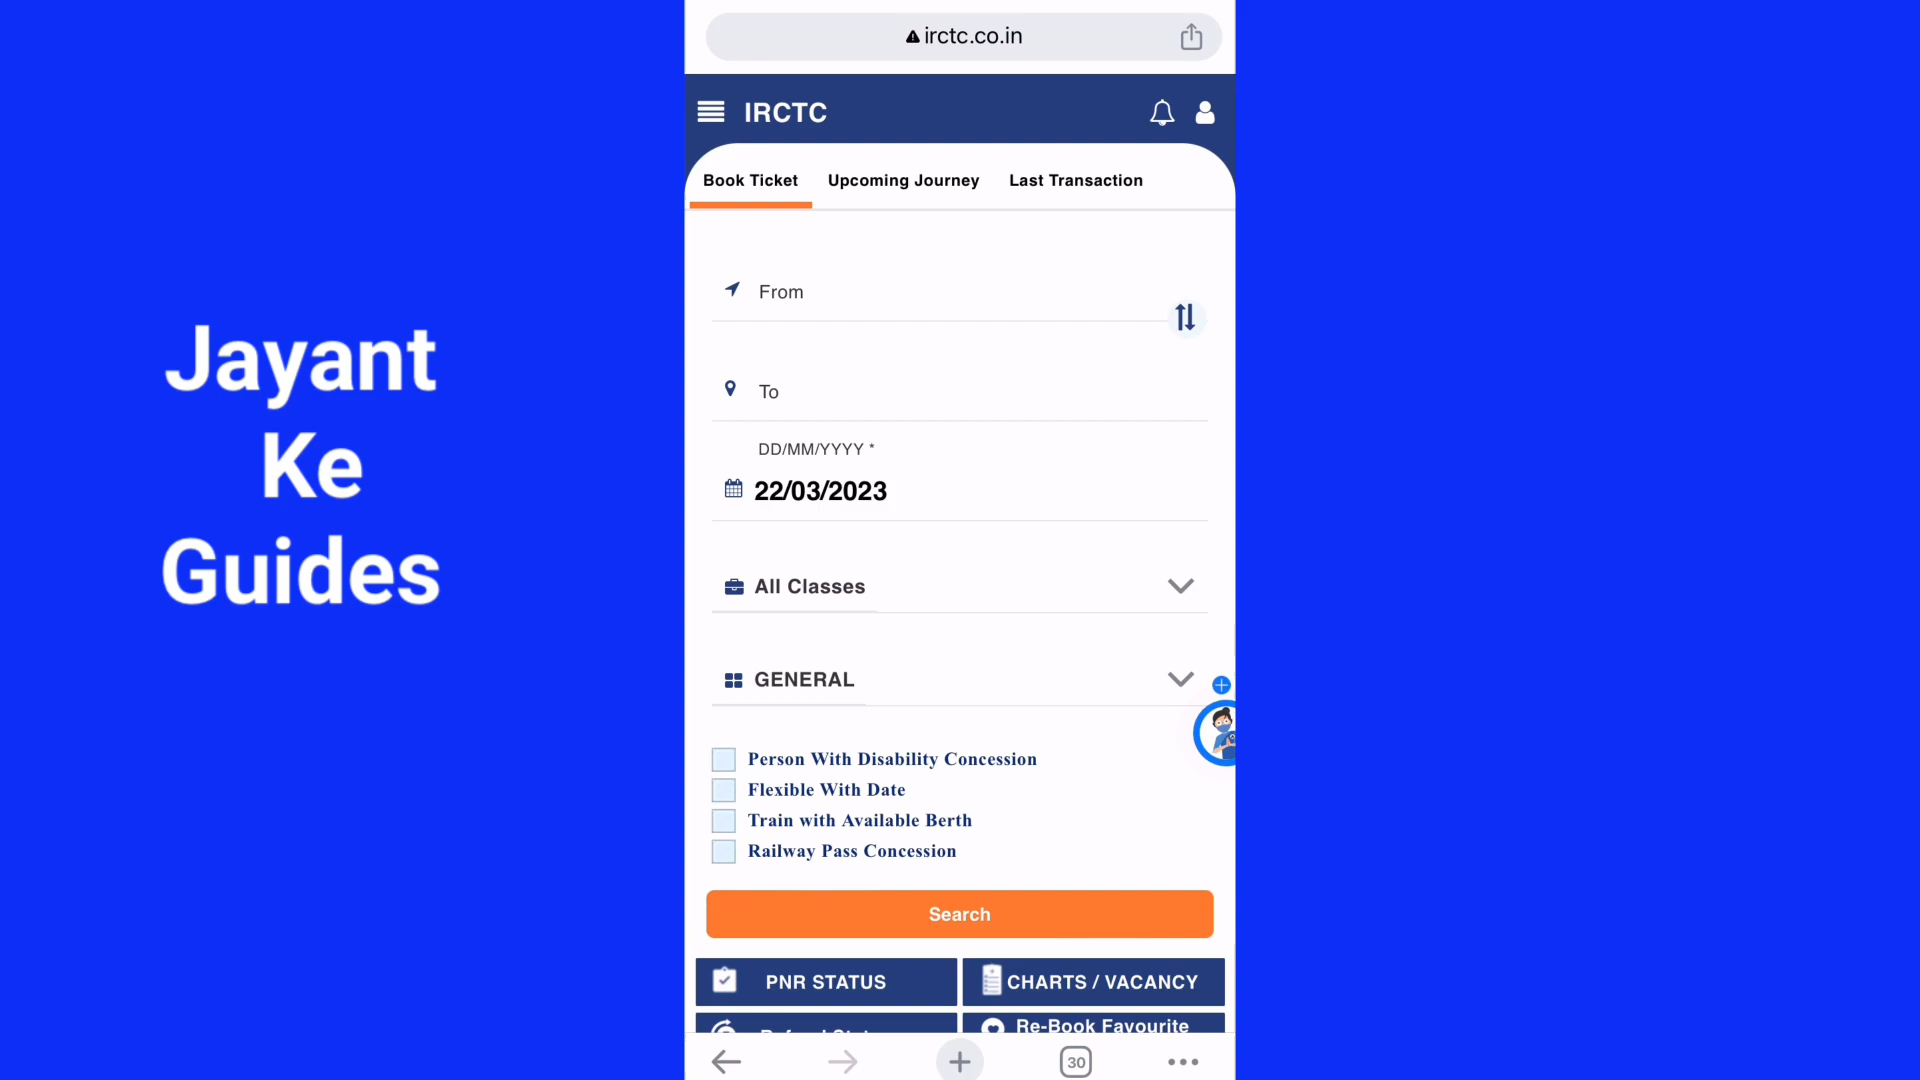 irctc.co.in
IRCTC
Book Ticket Upcoming Journey Last Transaction
From
To
DD/MM/YYYY *
22/03/2023
All Classes
GENERAL
Person With Disability Concession
Flexible With Date
Train with Available Berth
Railway Pass Concession
Search
PNR STATUS CHARTS / VACANCY
Re-Book Favourite
30
Jayant
Ke
Guides